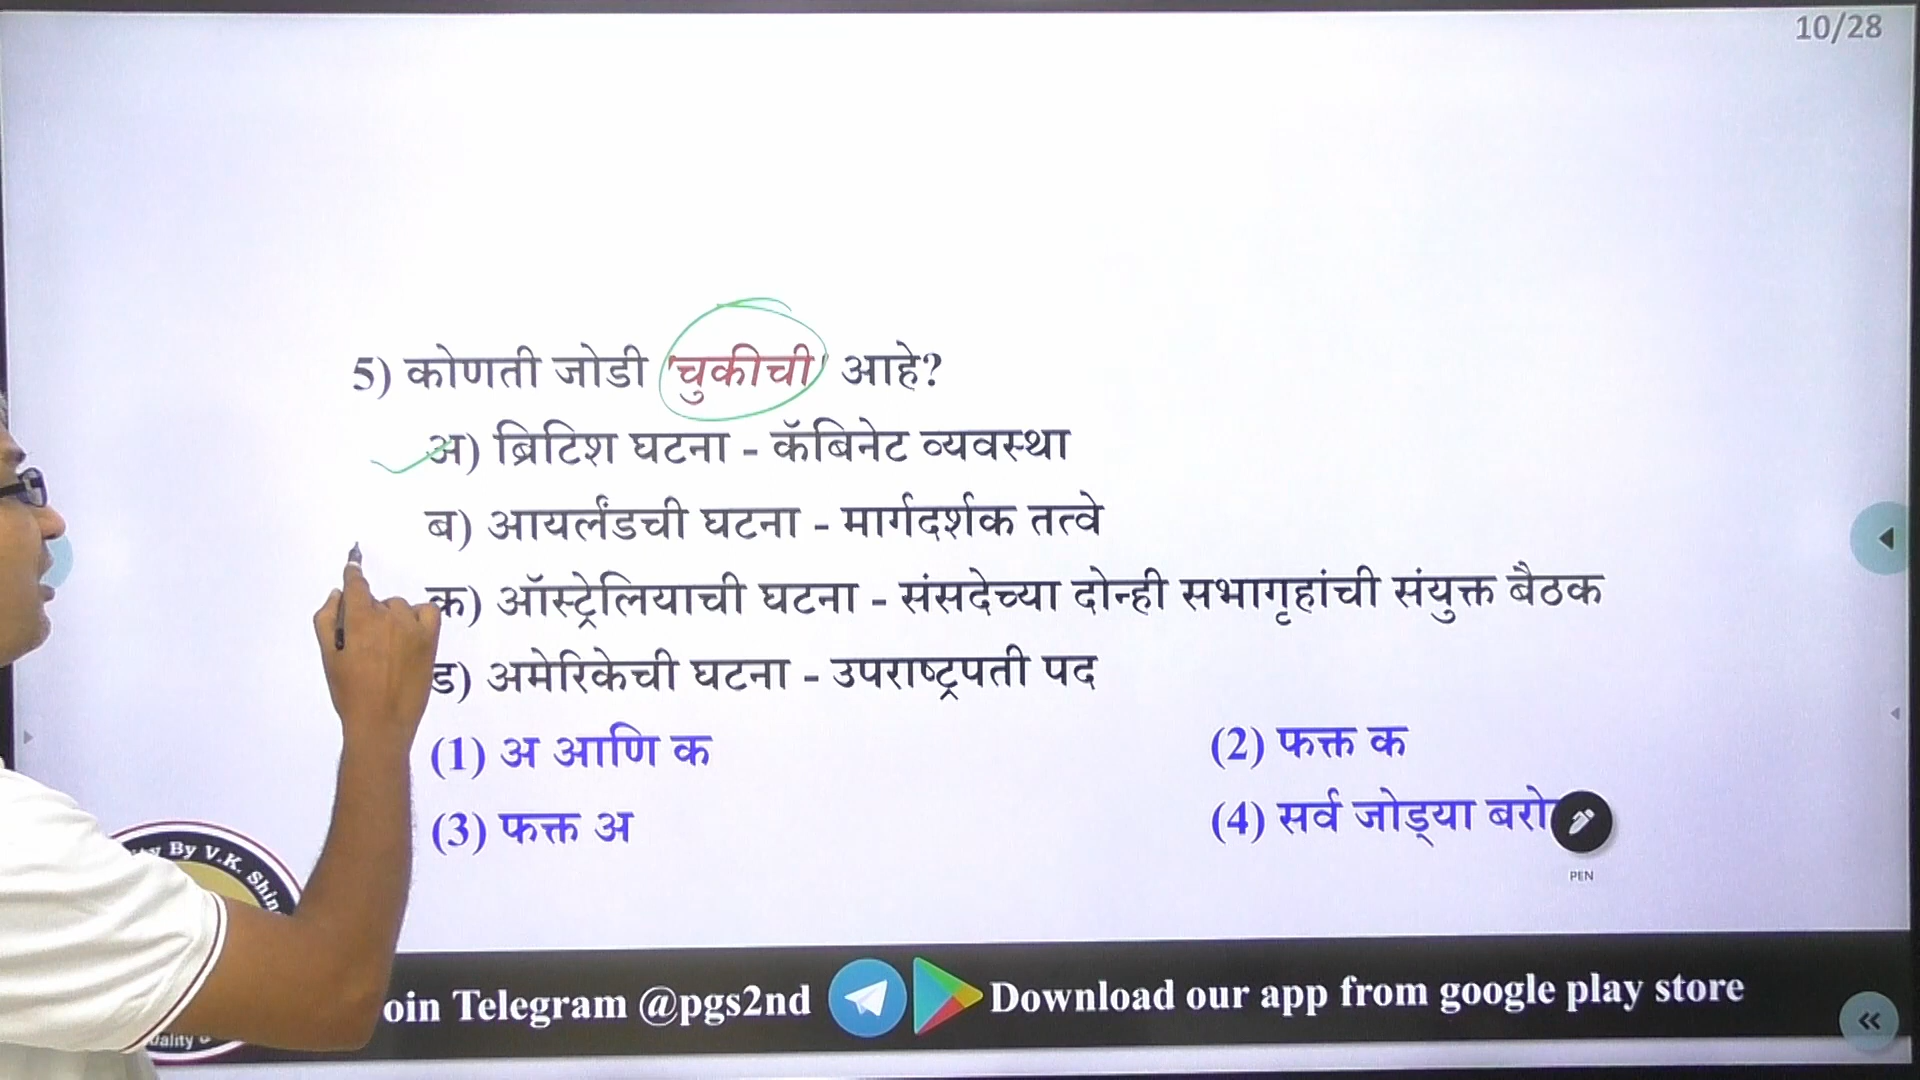 10/28
5) कोणती जोडी 'चुकीची' आहे?
अ) ब्रिटिश घटना - कॅबिनेट व्यवस्था
ब) आयर्लंडची घटना - मार्गदर्शक तत्वे
क) ऑस्ट्रेलियाची घटना - संसदेच्या दोन्ही सभागृहांची संयुक्त बैठक
ड) अमेरिकेची घटना - उपराष्ट्रपती पद
(1) अ आणि क
(2) फक्त क
(3) फक्त अ
(4) सर्व जोड्या बरो
PEN
By V.K. Shin
oin Telegram @pgs2nd
Download our app from google play store